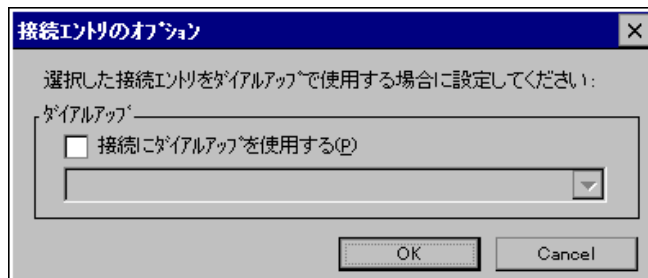 接続ｴﾝﾄﾘのｵﾌﾟｼｮﾝ
選択した接続ｴﾝﾄﾘをﾀﾞｲｱﾙｱｯﾌﾟで使用する場合に設定してください:
ﾀﾞｲｱﾙｱｯﾌﾟ
接続にﾀﾞｲｱﾙｱｯﾌﾟを使用する(P)
OK
Cancel